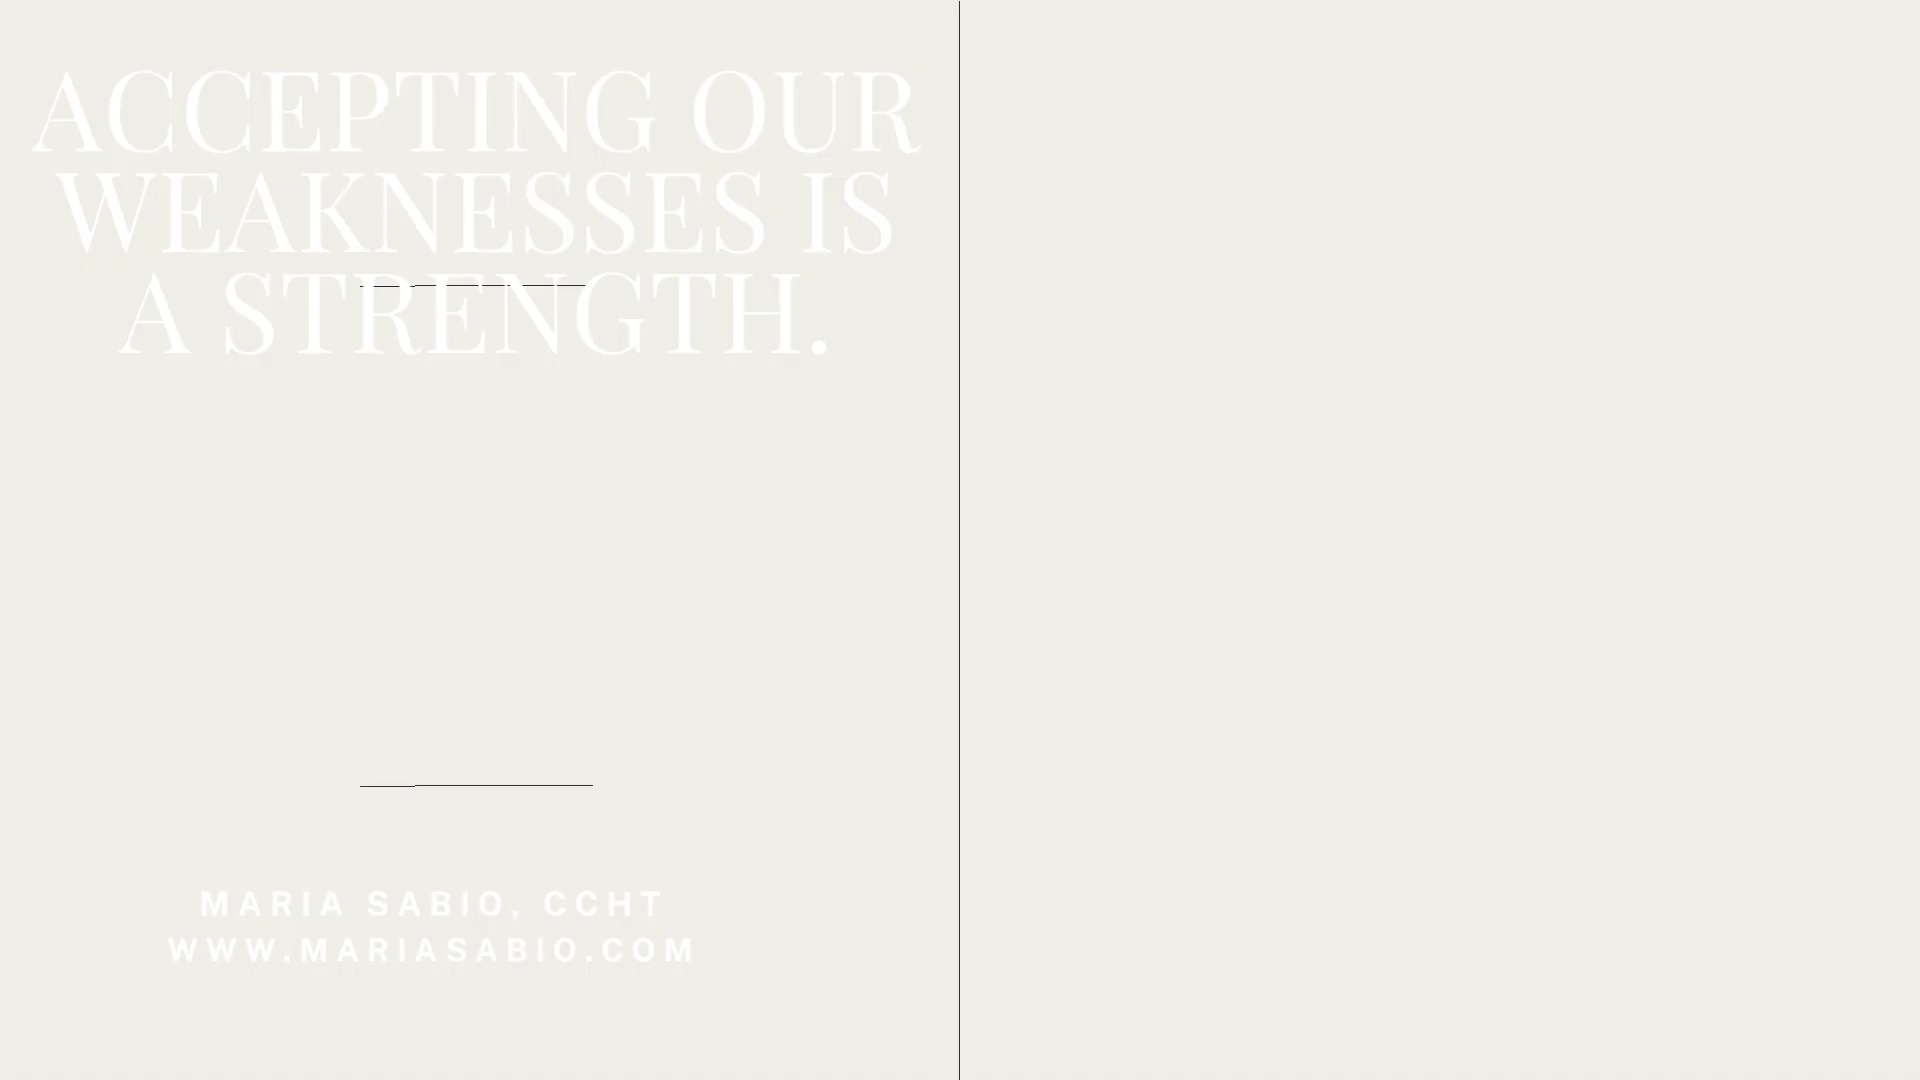 ACCEPTING OUR
WEAKNESSES IS
A STRENGTH.
MARIA SABIO, CCHT
WWW.MARIASABIO.COM